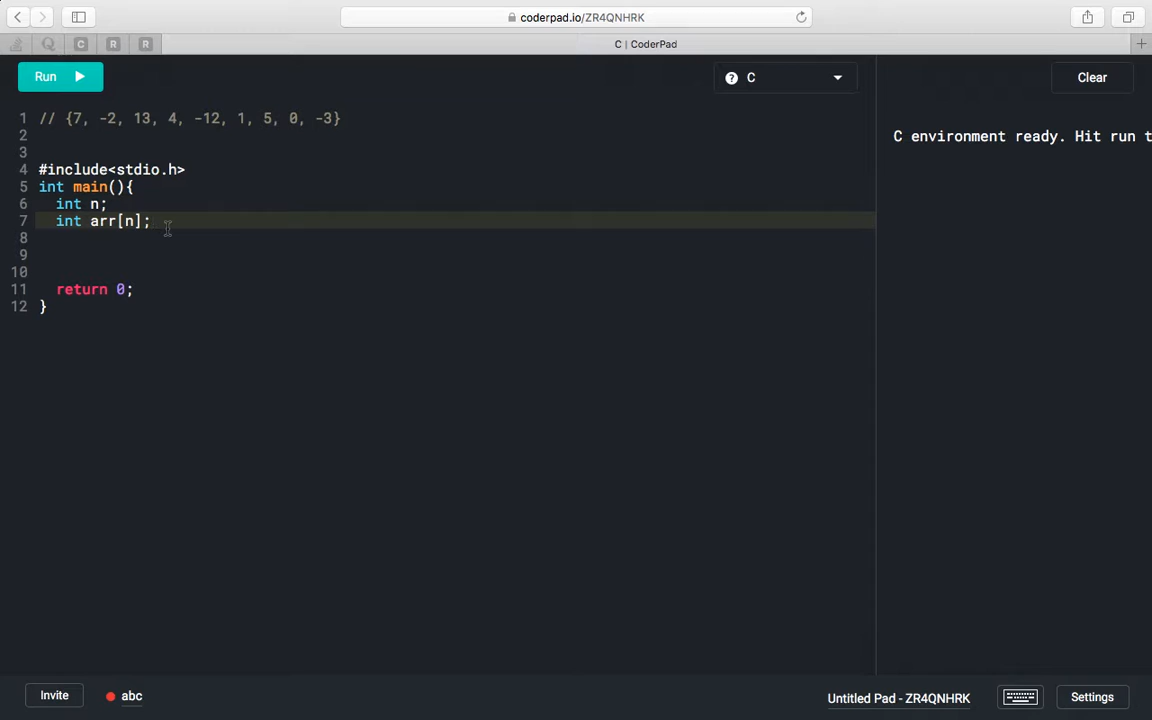 coderpad.io/ZR4QNHRK
C R R
C | CoderPad
Run
C
Clear
1 // {7, -2, 13, 4, -12, 1, 5, 0, -3}
2
3
4 #include<stdio.h>
5 int main(){
6 int n;
7 int arr[n];
8
9
10
11 return 0;
12 }
C environment ready. Hit run t
Invite
abc
Untitled Pad - ZR4QNHRK
Settings